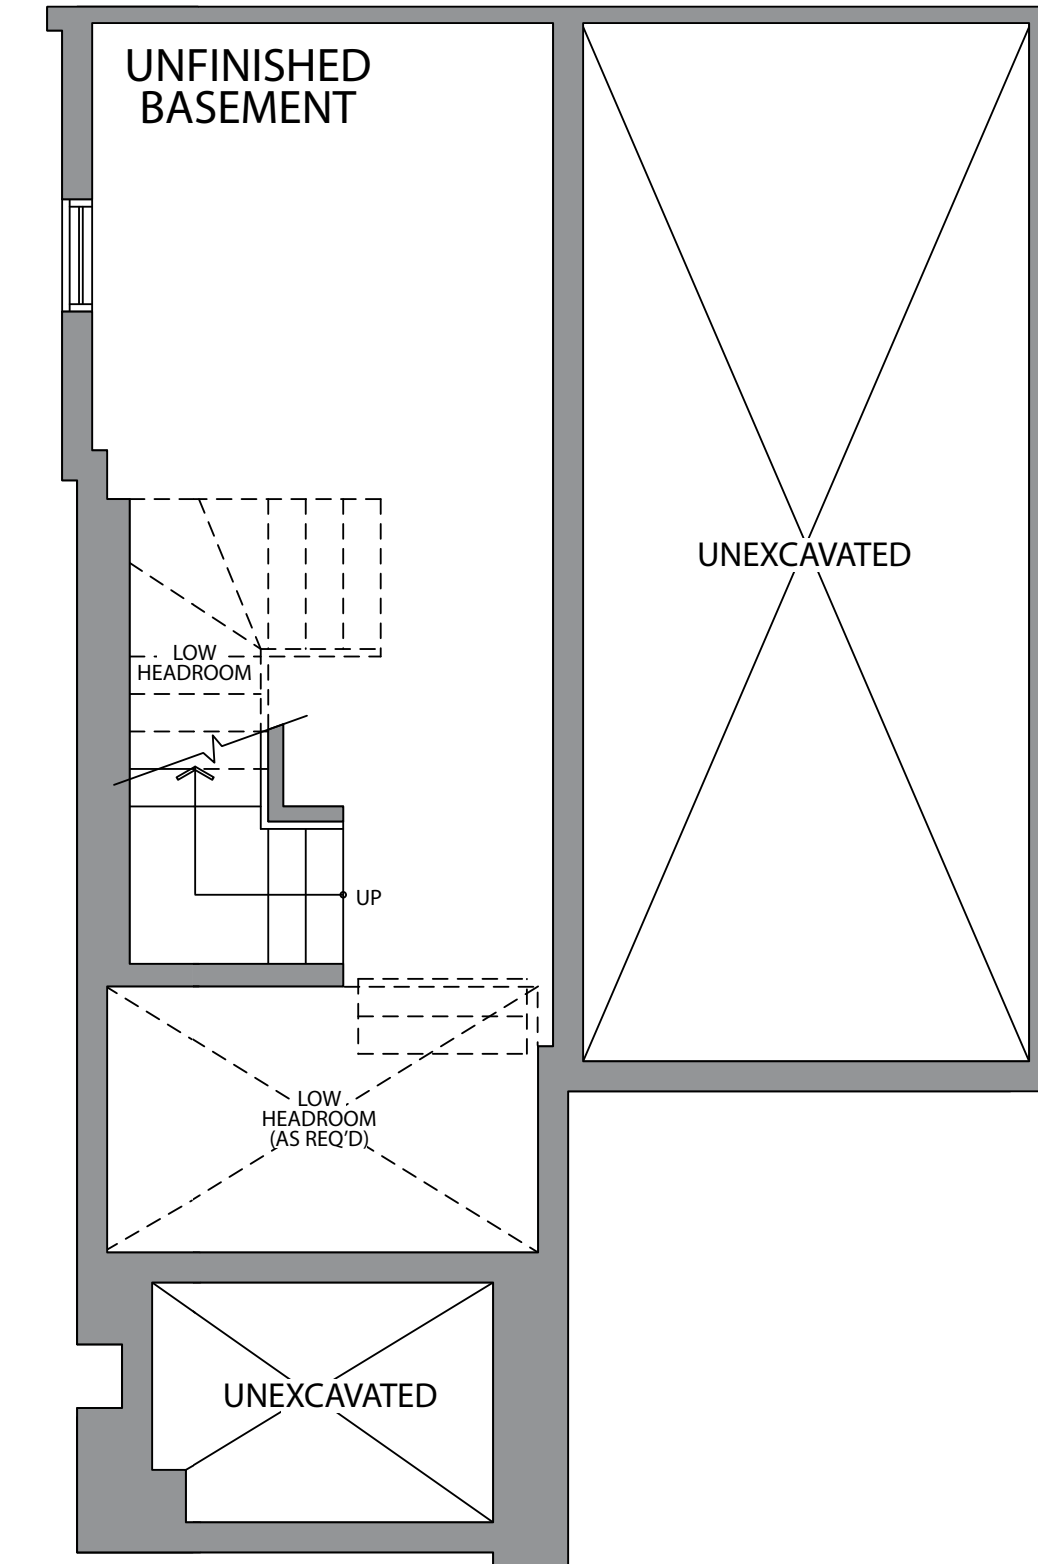 UNFINISHED
BASEMENT
UNEXCAVATED
LOW
HEADROOM
UP
LOW
HEADROOM
(AS REQ’D)
UNEXCAVATED